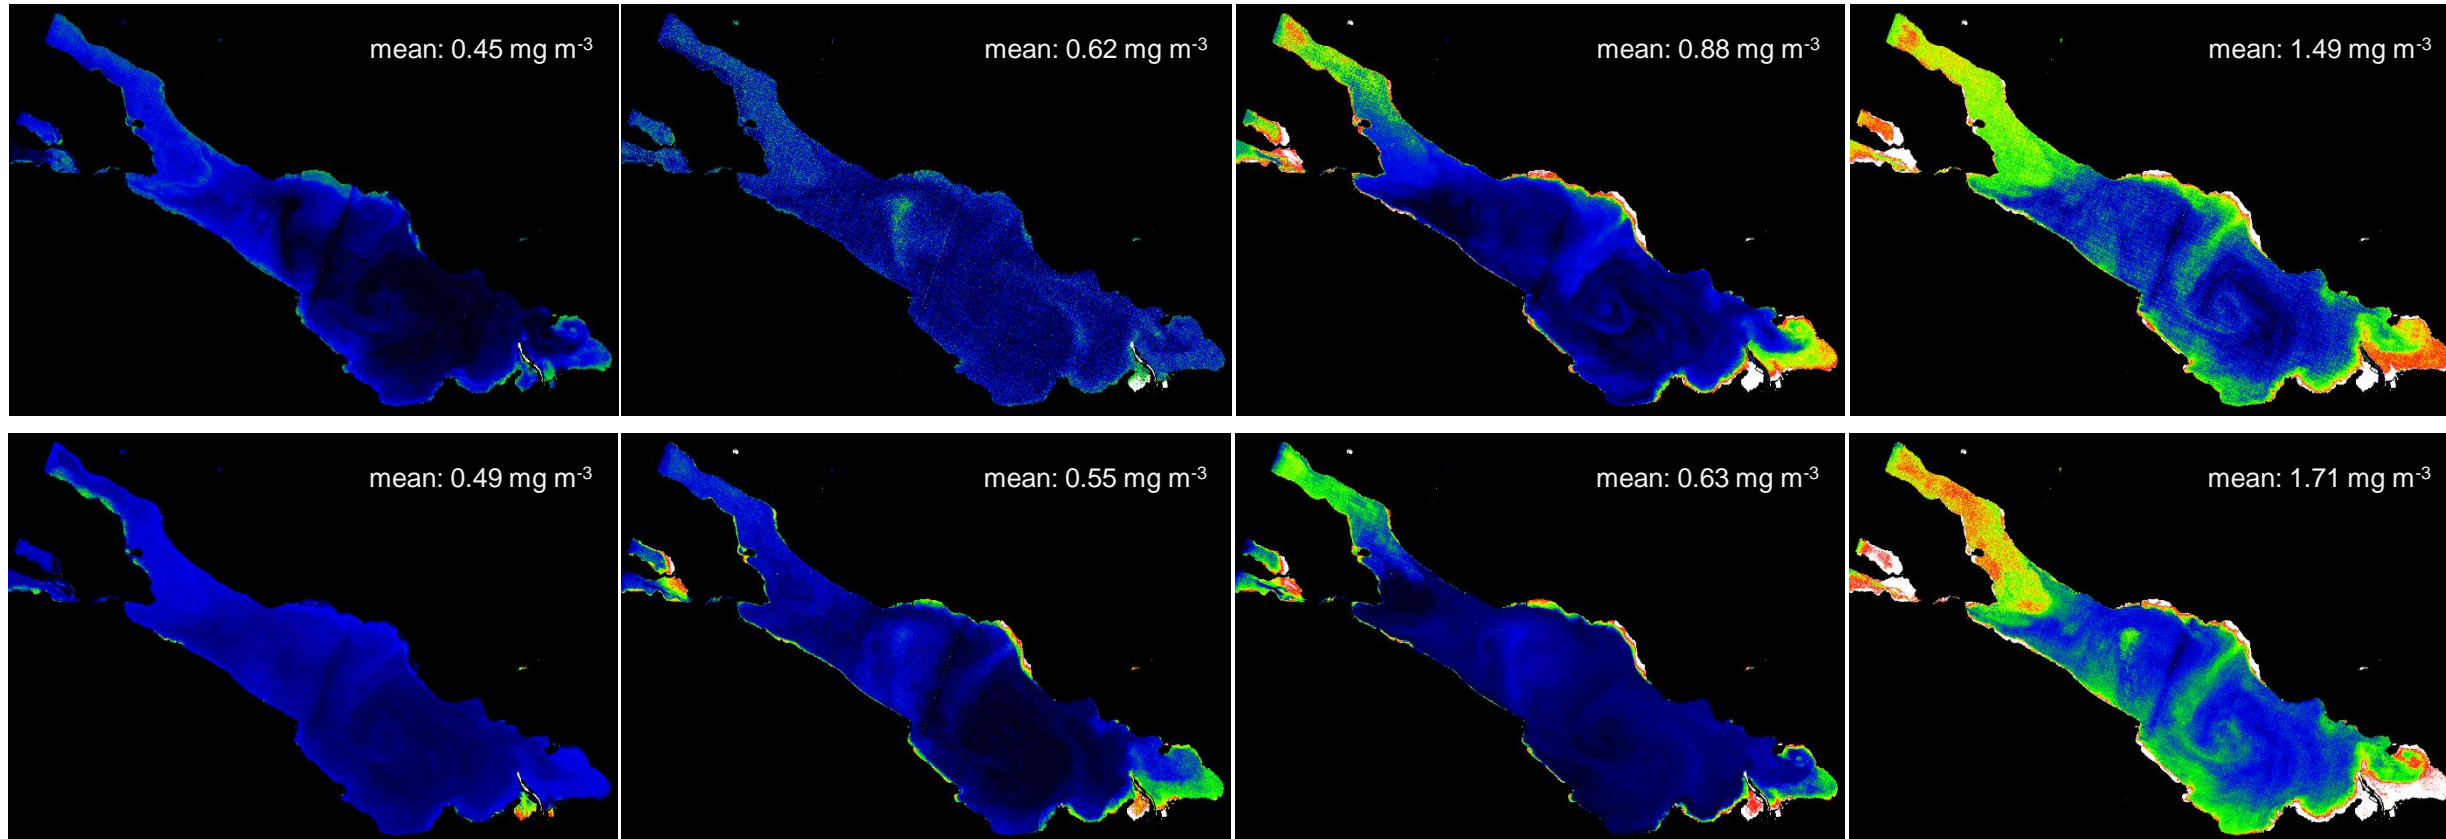 mean: 0.45 mg m-3
mean: 0.62 mg m-3
mean: 0.88 mg m-3
mean: 1.49 mg m-3
mean: 0.49 mg m-3
mean: 0.55 mg m-3
mean: 0.63 mg m-3
mean: 1.71 mg m-3